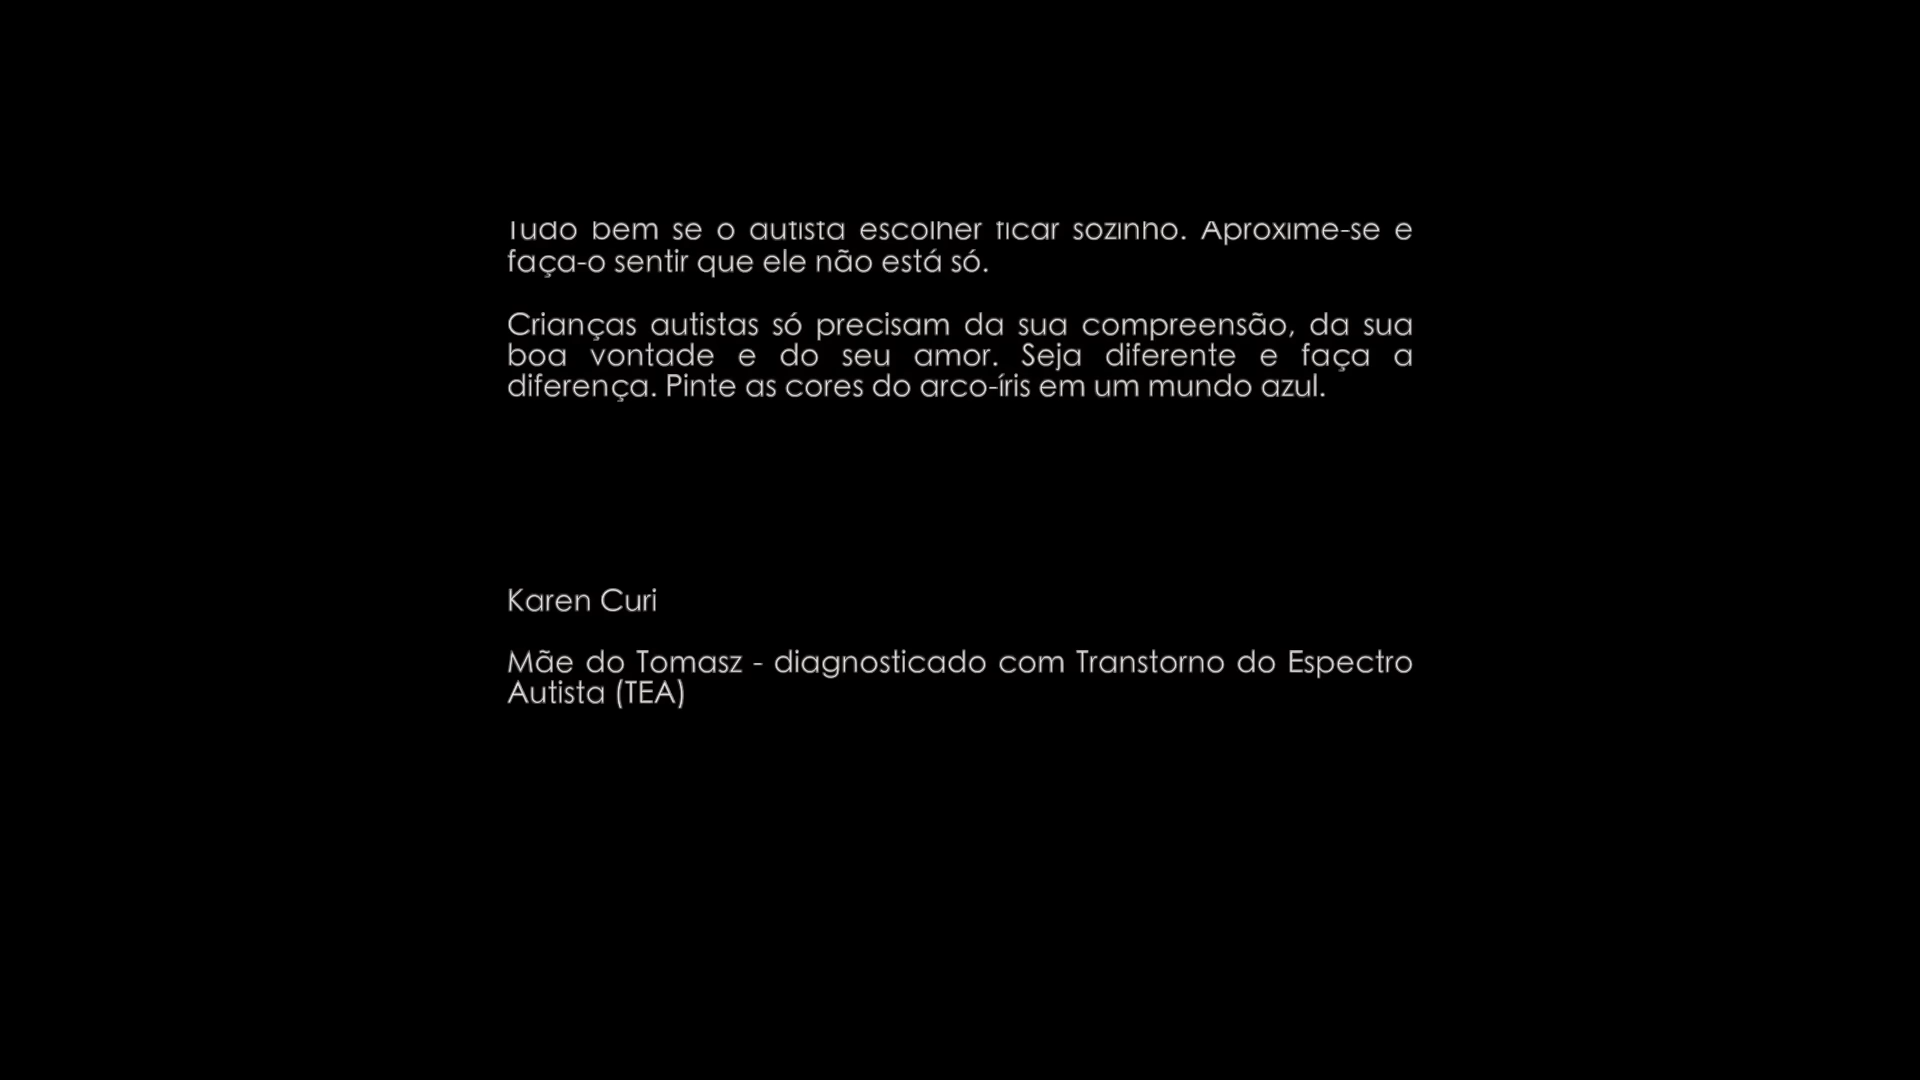 Tudo bem se o autista escolher ficar sozinho. Aproxime-se e
faça-o sentir que ele não está só.
Crianças autistas só precisam da sua compreensão, da sua
boa vontade e do seu amor. Seja diferente e faça a
diferença. Pinte as cores do arco-íris em um mundo azul.
Karen Curi
Mãe do Tomasz - diagnosticado com Transtorno do Espectro
Autista (TEA)